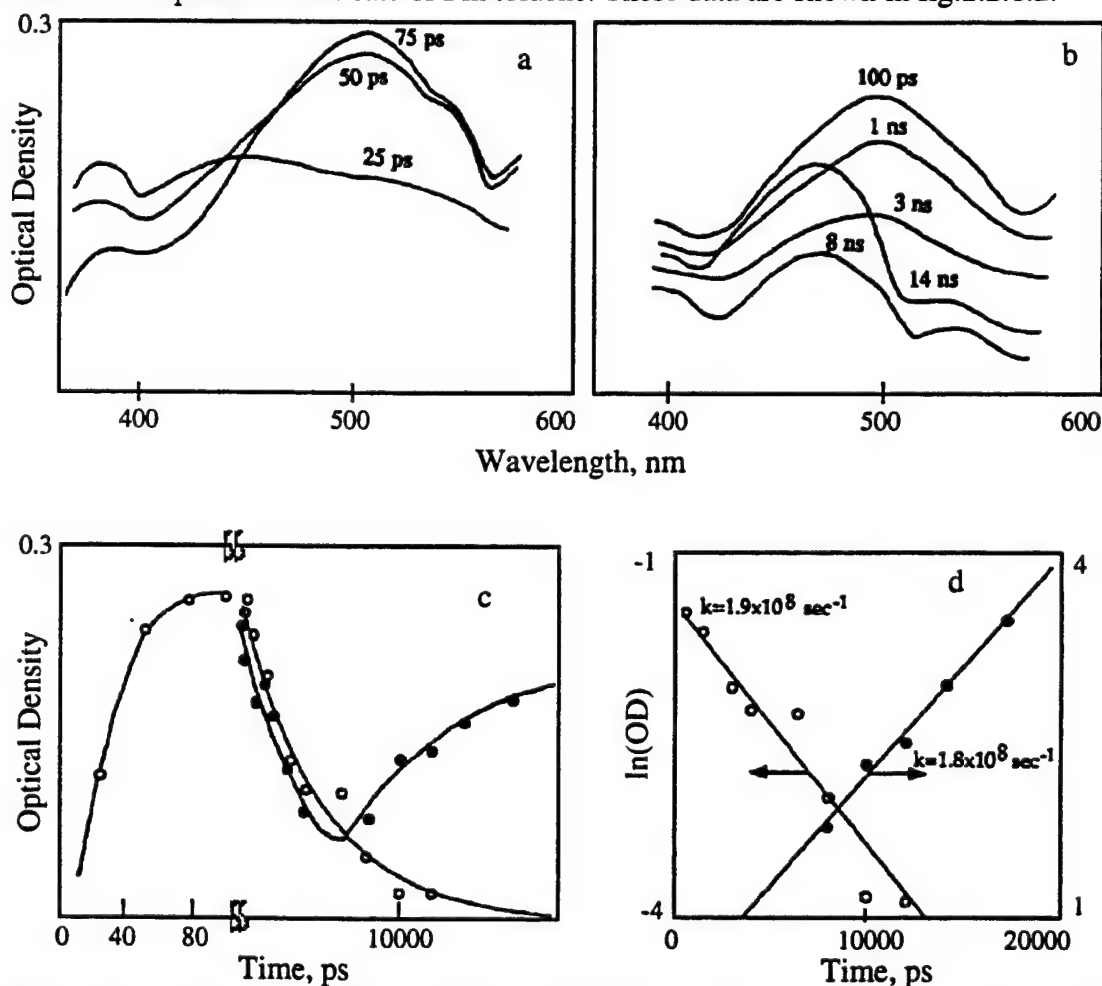 0.3
75 ps
a
50 ps
25 ps
Optical Density
400
500
600
b
100 ps
1 ns
3 ns
8 ns
14 ns
400
500
600
Wavelength, nm
0.3
c
Optical Density
0
40
80
10000
Time, ps
-1
d
4
k=1.9x10⁸ sec⁻¹
ln(OD)
k=1.8x10⁸ sec⁻¹
-4
1
0
10000
20000
Time, ps